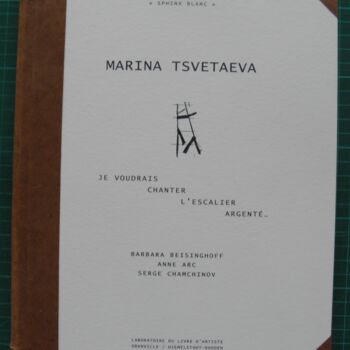 « SPHINX BLANC »
MARINA TSVETAEVA
JE VOUDRAIS
CHANTER
L'ESCALIER
ARGENTÉ…
BARBARA BEISINGHOFF
ANNE ARC
SERGE CHAMCHINOV
LABORATOIRE DU LIVRE D'ARTISTE
GRANVILLE / DIEMELSTADT-RHODEN